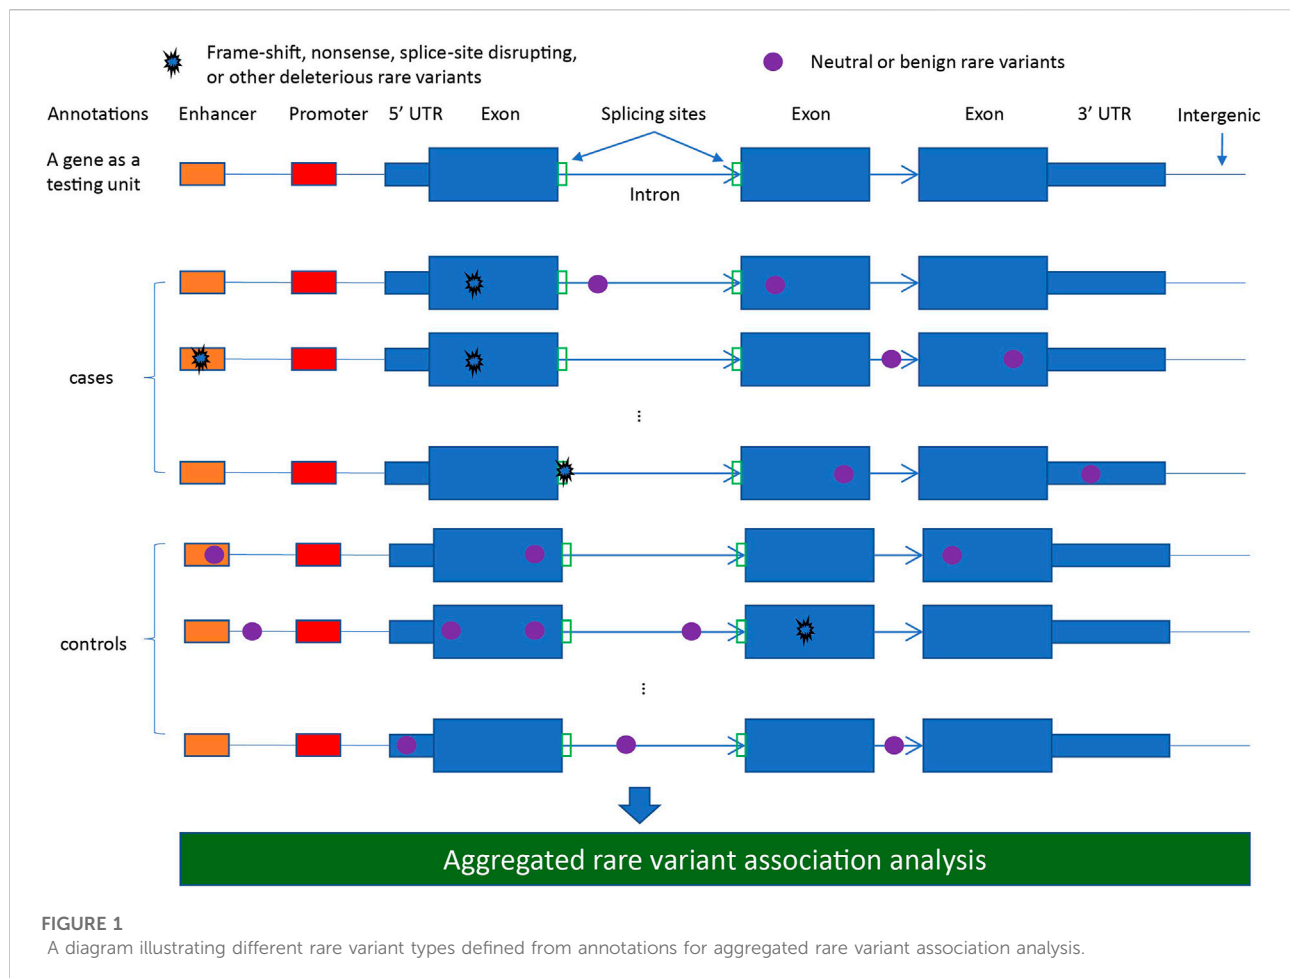 Frame-shift, nonsense, splice-site disrupting,
or other deleterious rare variants
Neutral or benign rare variants
Annotations Enhancer Promoter 5’ UTR Exon Splicing sites Exon Exon 3’ UTR Intergenic
A gene as a
testing unit
Intron
cases
...
controls
...
Aggregated rare variant association analysis
FIGURE 1
A diagram illustrating different rare variant types defined from annotations for aggregated rare variant association analysis.